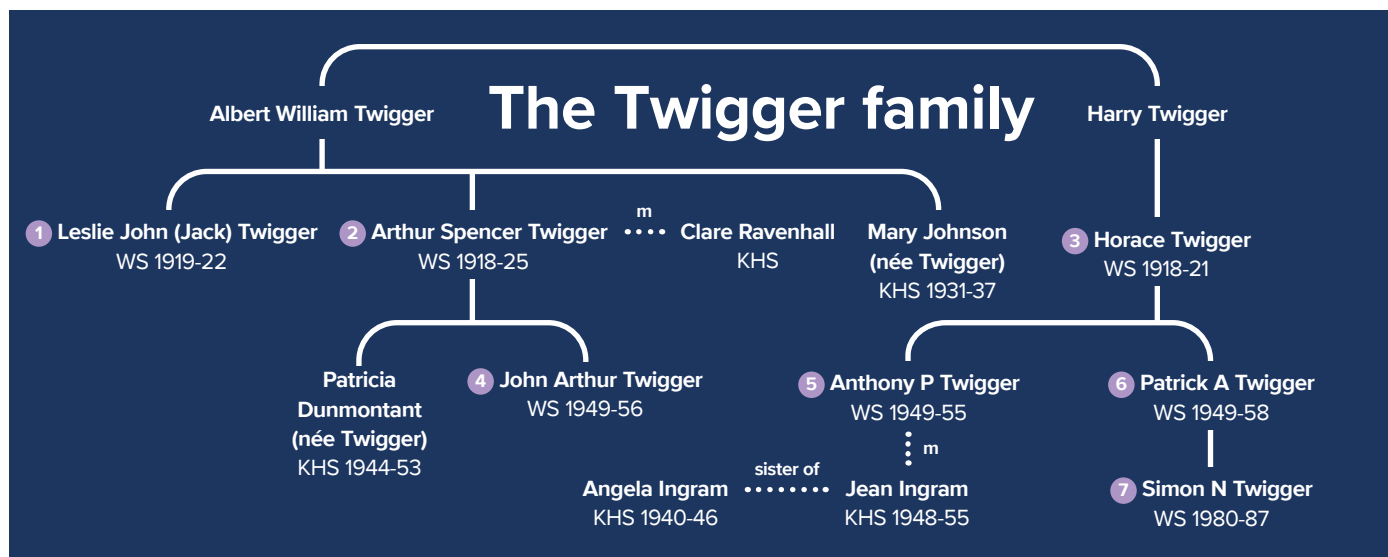 The Twigger family
Albert William Twigger
Harry Twigger
1 Leslie John (Jack) Twigger
WS 1919-22
2 Arthur Spencer Twigger
WS 1918-25
m
Clare Ravenhall
KHS
Mary Johnson
(née Twigger)
KHS 1931-37
3 Horace Twigger
WS 1918-21
Patricia
Dunmontant
(née Twigger)
KHS 1944-53
4 John Arthur Twigger
WS 1949-56
5 Anthony P Twigger
WS 1949-55
6 Patrick A Twigger
WS 1949-58
m
Angela Ingram
KHS 1940-46
sister of
Jean Ingram
KHS 1948-55
7 Simon N Twigger
WS 1980-87